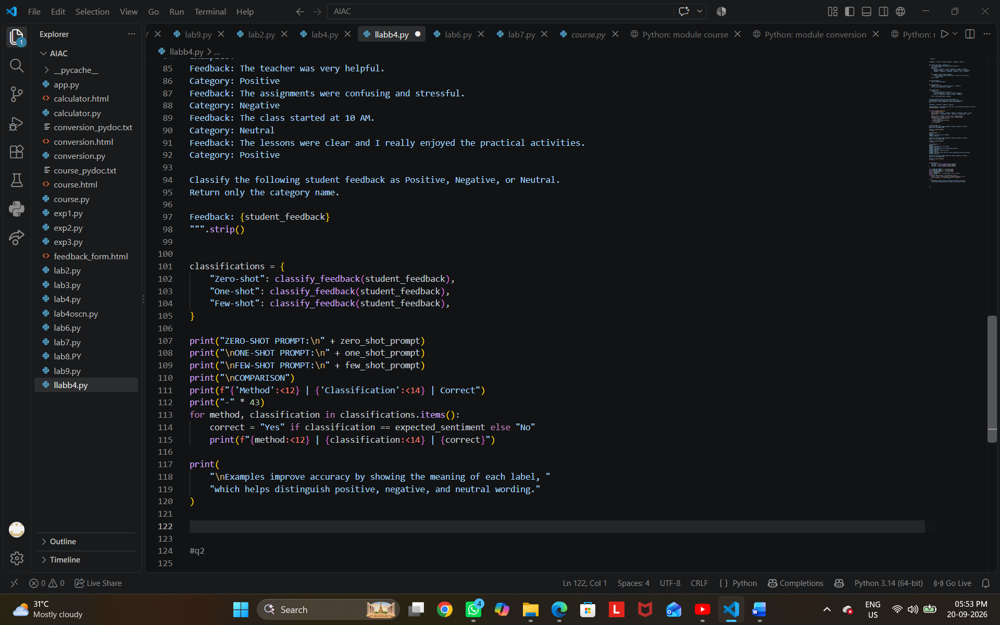 File Edit Selection View Go Run Terminal Help
AIAC
Explorer
lab9.py
lab2.py
lab4.py
llabb4.py
lab6.py
lab7.py
course.py
Python: module course
Python: module conversion
Python:
llabb4.py > ...
AIAC
__pycache__
app.py
calculator.html
calculator.py
conversion_pydoc.txt
conversion.html
conversion.py
course_pydoc.txt
course.html
course.py
exp1.py
exp2.py
exp3.py
feedback_form.html
lab2.py
lab3.py
lab4.py
lab4oscn.py
lab6.py
lab7.py
lab8.PY
lab9.py
llabb4.py
Outline
Timeline
1
85 Feedback: The teacher was very helpful.
86 Category: Positive
87 Feedback: The assignments were confusing and stressful.
88 Category: Negative
89 Feedback: The class started at 10 AM.
90 Category: Neutral
91 Feedback: The lessons were clear and I really enjoyed the practical activities.
92 Category: Positive
93
94 Classify the following student feedback as Positive, Negative, or Neutral.
95 Return only the category name.
96
97 Feedback: {student_feedback}
98 """.strip()
99
100
101 classifications = {
102     "Zero-shot": classify_feedback(student_feedback),
103     "One-shot": classify_feedback(student_feedback),
104     "Few-shot": classify_feedback(student_feedback),
105 }
106
107 print("ZERO-SHOT PROMPT:\n" + zero_shot_prompt)
108 print("\nONE-SHOT PROMPT:\n" + one_shot_prompt)
109 print("\nFEW-SHOT PROMPT:\n" + few_shot_prompt)
110 print("\nCOMPARISON")
111 print(f"{'Method':<12} | {'Classification':<14} | Correct")
112 print("-" * 43)
113 for method, classification in classifications.items():
114     correct = "Yes" if classification == expected_sentiment else "No"
115     print(f"{method:<12} | {classification:<14} | {correct}")
116
117 print(
118     "\nExamples improve accuracy by showing the meaning of each label, "
119     "which helps distinguish positive, negative, and neutral wording."
120 )
121
122
123
124 #q2
125
0 0 Live Share
Ln 122, Col 1 Spaces: 4 UTF-8 CRLF { } Python Completions Python 3.14 (64-bit) Go Live
31°C
Mostly cloudy
Search
4
ENG
US
05:53 PM
20-09-2026